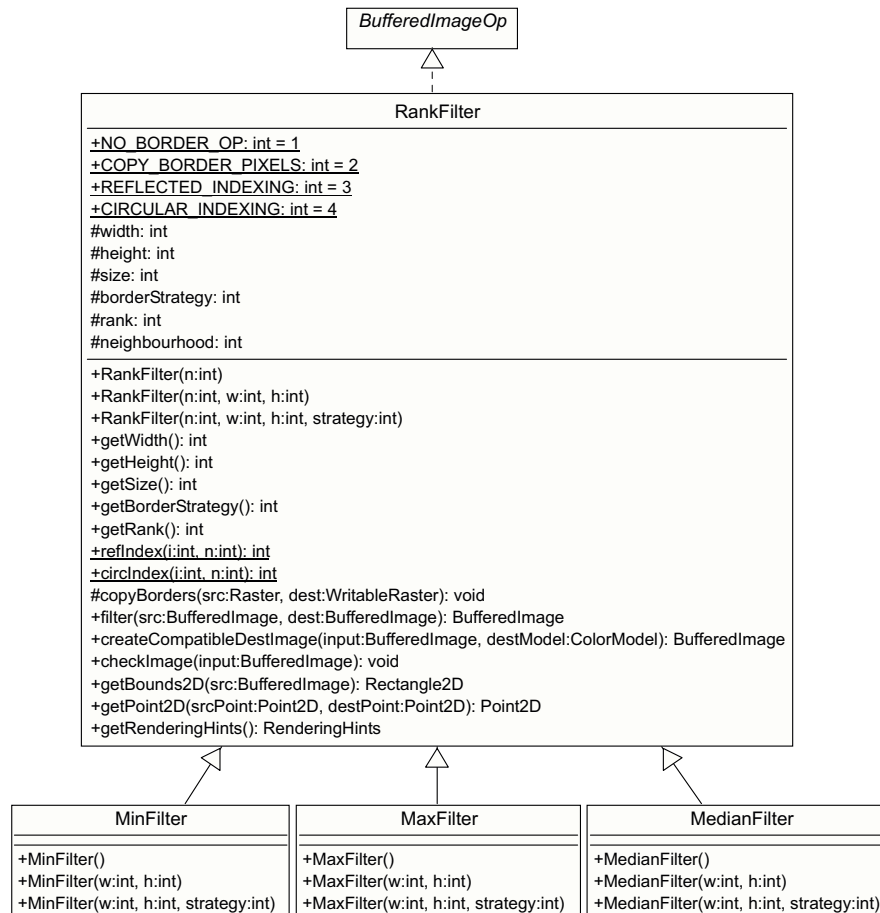 BufferedImageOp
RankFilter
+NO_BORDER_OP: int = 1
+COPY_BORDER_PIXELS: int = 2
+REFLECTED_INDEXING: int = 3
+CIRCULAR_INDEXING: int = 4
#width: int
#height: int
#size: int
#borderStrategy: int
#rank: int
#neighbourhood: int
+RankFilter(n:int)
+RankFilter(n:int, w:int, h:int)
+RankFilter(n:int, w:int, h:int, strategy:int)
+getWidth(): int
+getHeight(): int
+getSize(): int
+getBorderStrategy(): int
+getRank(): int
+refIndex(i:int, n:int): int
+circIndex(i:int, n:int): int
#copyBorders(src:Raster, dest:WritableRaster): void
+filter(src:BufferedImage, dest:BufferedImage): BufferedImage
+createCompatibleDestImage(input:BufferedImage, destModel:ColorModel): BufferedImage
+checkImage(input:BufferedImage): void
+getBounds2D(src:BufferedImage): Rectangle2D
+getPoint2D(srcPoint:Point2D, destPoint:Point2D): Point2D
+getRenderingHints(): RenderingHints
MinFilter
+MinFilter()
+MinFilter(w:int, h:int)
+MinFilter(w:int, h:int, strategy:int)
MaxFilter
+MaxFilter()
+MaxFilter(w:int, h:int)
+MaxFilter(w:int, h:int, strategy:int)
MedianFilter
+MedianFilter()
+MedianFilter(w:int, h:int)
+MedianFilter(w:int, h:int, strategy:int)